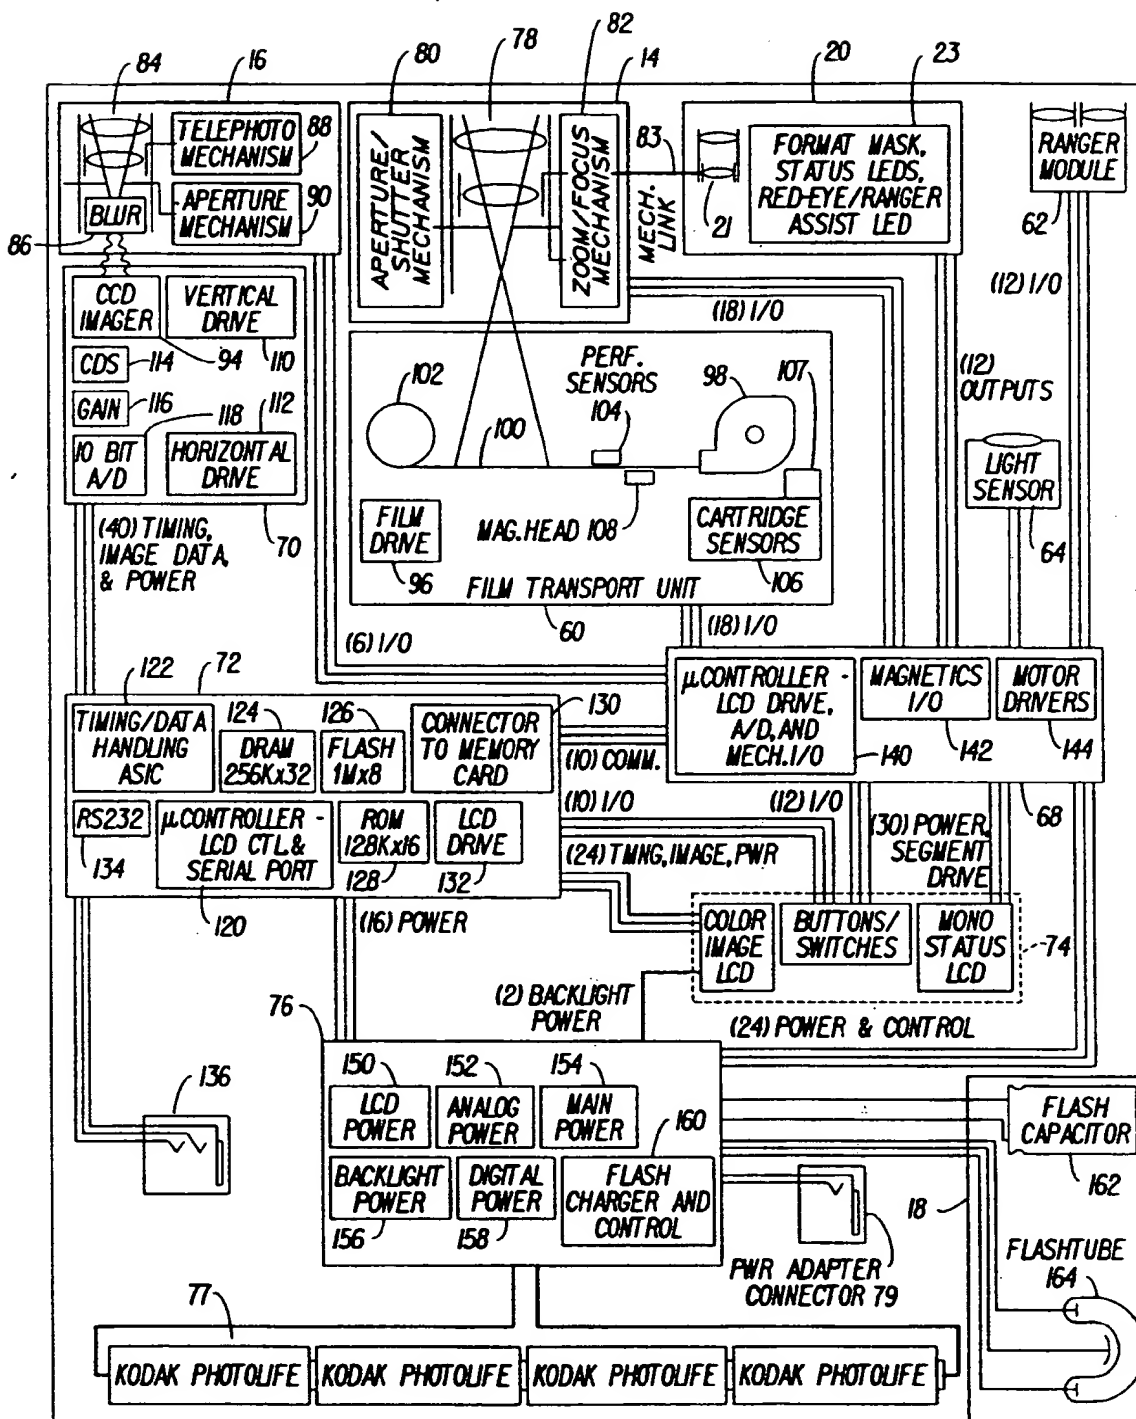 82
80
78
14
20
23
84
16
TELEPHOTO
MECHANISM
88
APERTURE
MECHANISM
90
BLUR
86
APERTURE/
SHUTTER
MECHANISM
ZOOM/FOCUS
MECHANISM
83
MECH.
LINK
21
FORMAT MASK,
STATUS LEDS,
RED-EYE/RANGER
ASSIST LED
RANGER
MODULE
62
(12) I/O
(18) I/O
(12)
OUTPUTS
CCD
IMAGER
VERTICAL
DRIVE
94
110
CDS
114
GAIN
116
118
112
10 BIT
A/D
HORIZONTAL
DRIVE
(40) TIMING,
IMAGE DATA,
& POWER
70
102
PERF.
SENSORS
104
98
107
100
FILM
DRIVE
96
MAG. HEAD 108
CARTRIDGE
SENSORS
106
FILM TRANSPORT UNIT
60
LIGHT
SENSOR
64
(6) I/O
(18) I/O
122
72
TIMING/DATA
HANDLING
ASIC
124
DRAM
256Kx32
126
FLASH
1Mx8
CONNECTOR
TO MEMORY
CARD
130
(10) COMM.
µCONTROLLER -
LCD DRIVE,
A/D, AND
MECH. I/O
140
MAGNETICS
I/O
142
MOTOR
DRIVERS
144
68
RS232
134
µCONTROLLER -
LCD CTL &
SERIAL PORT
120
ROM
128Kx16
128
LCD
DRIVE
132
(10) I/O
(12) I/O
(24) TMNG, IMAGE, PWR
(30) POWER,
SEGMENT
DRIVE
(16) POWER
COLOR
IMAGE
LCD
BUTTONS/
SWITCHES
MONO
STATUS
LCD
74
(2) BACKLIGHT
POWER
(24) POWER & CONTROL
76
136
150
LCD
POWER
152
ANALOG
POWER
154
MAIN
POWER
160
BACKLIGHT
POWER
156
DIGITAL
POWER
158
FLASH
CHARGER AND
CONTROL
FLASH
CAPACITOR
162
18
PWR ADAPTER
CONNECTOR 79
FLASHTUBE
164
77
KODAK PHOTOLIFE
KODAK PHOTOLIFE
KODAK PHOTOLIFE
KODAK PHOTOLIFE